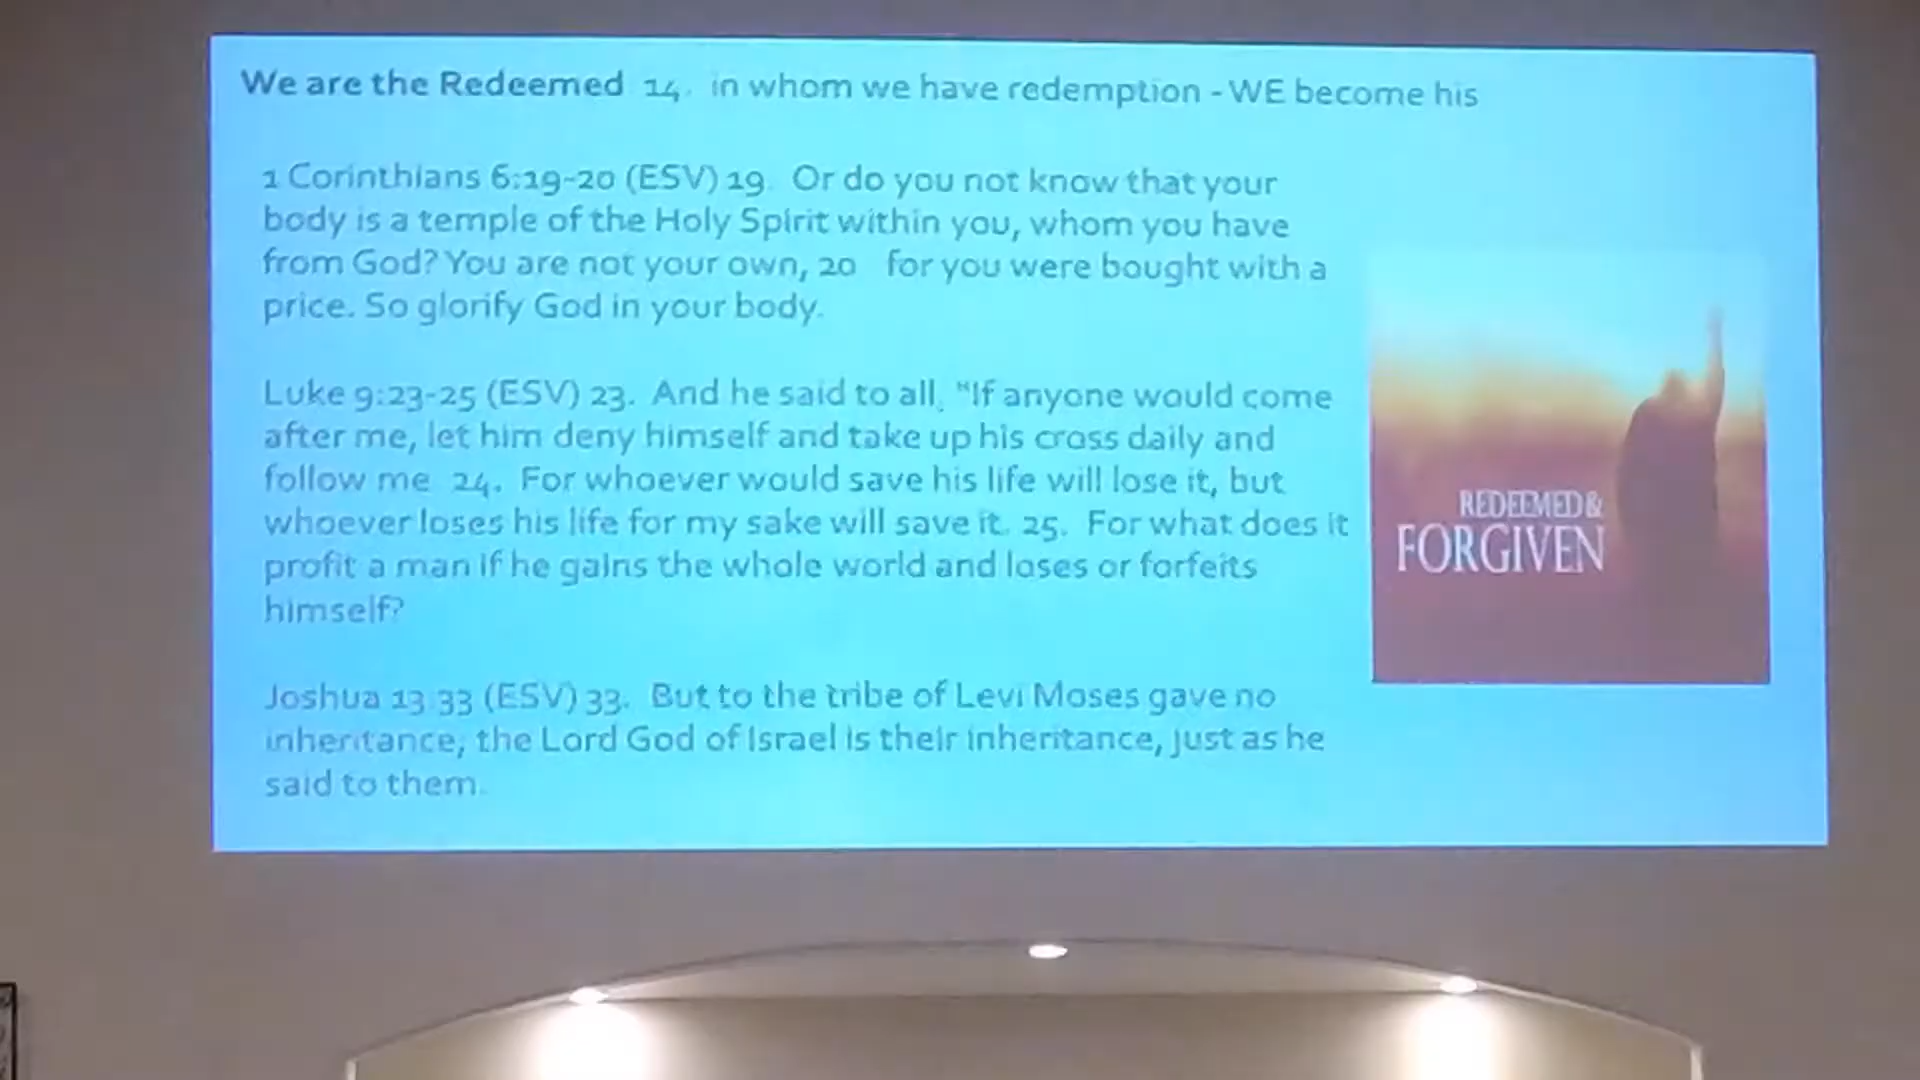 We are the Redeemed 14. in whom we have redemption - WE become his
1 Corinthians 6:19-20 (ESV) 19. Or do you not know that your
body is a temple of the Holy Spirit within you, whom you have
from God? You are not your own, 20 for you were bought with a
price. So glorify God in your body.
Luke 9:23-25 (ESV) 23. And he said to all, "If anyone would come
after me, let him deny himself and take up his cross daily and
follow me 24. For whoever would save his life will lose it, but
whoever loses his life for my sake will save it. 25. For what does it
profit a man if he gains the whole world and loses or forfeits
himself?
Joshua 13 33 (ESV) 33. But to the tribe of Levi Moses gave no
inheritance; the Lord God of Israel is their inheritance, just as he
said to them.
REDEEMED &
FORGIVEN